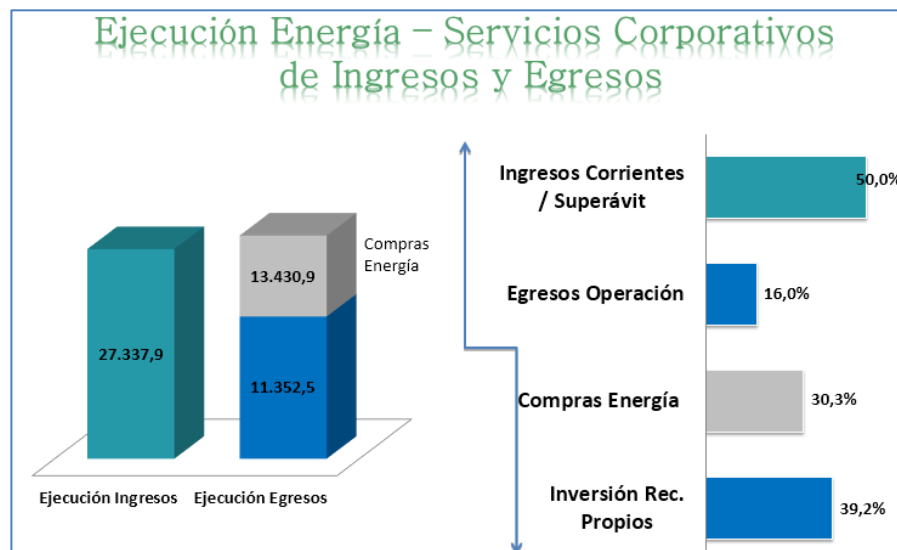 Ejecución Energía – Servicios Corporativos
de Ingresos y Egresos
Compras
Energía
13.430,9
27.337,9
11.352,5
Ejecución Ingresos
Ejecución Egresos
Ingresos Corrientes
/ Superávit
50,0%
Egresos Operación
16,0%
Compras Energía
30,3%
Inversión Rec.
Propios
39,2%